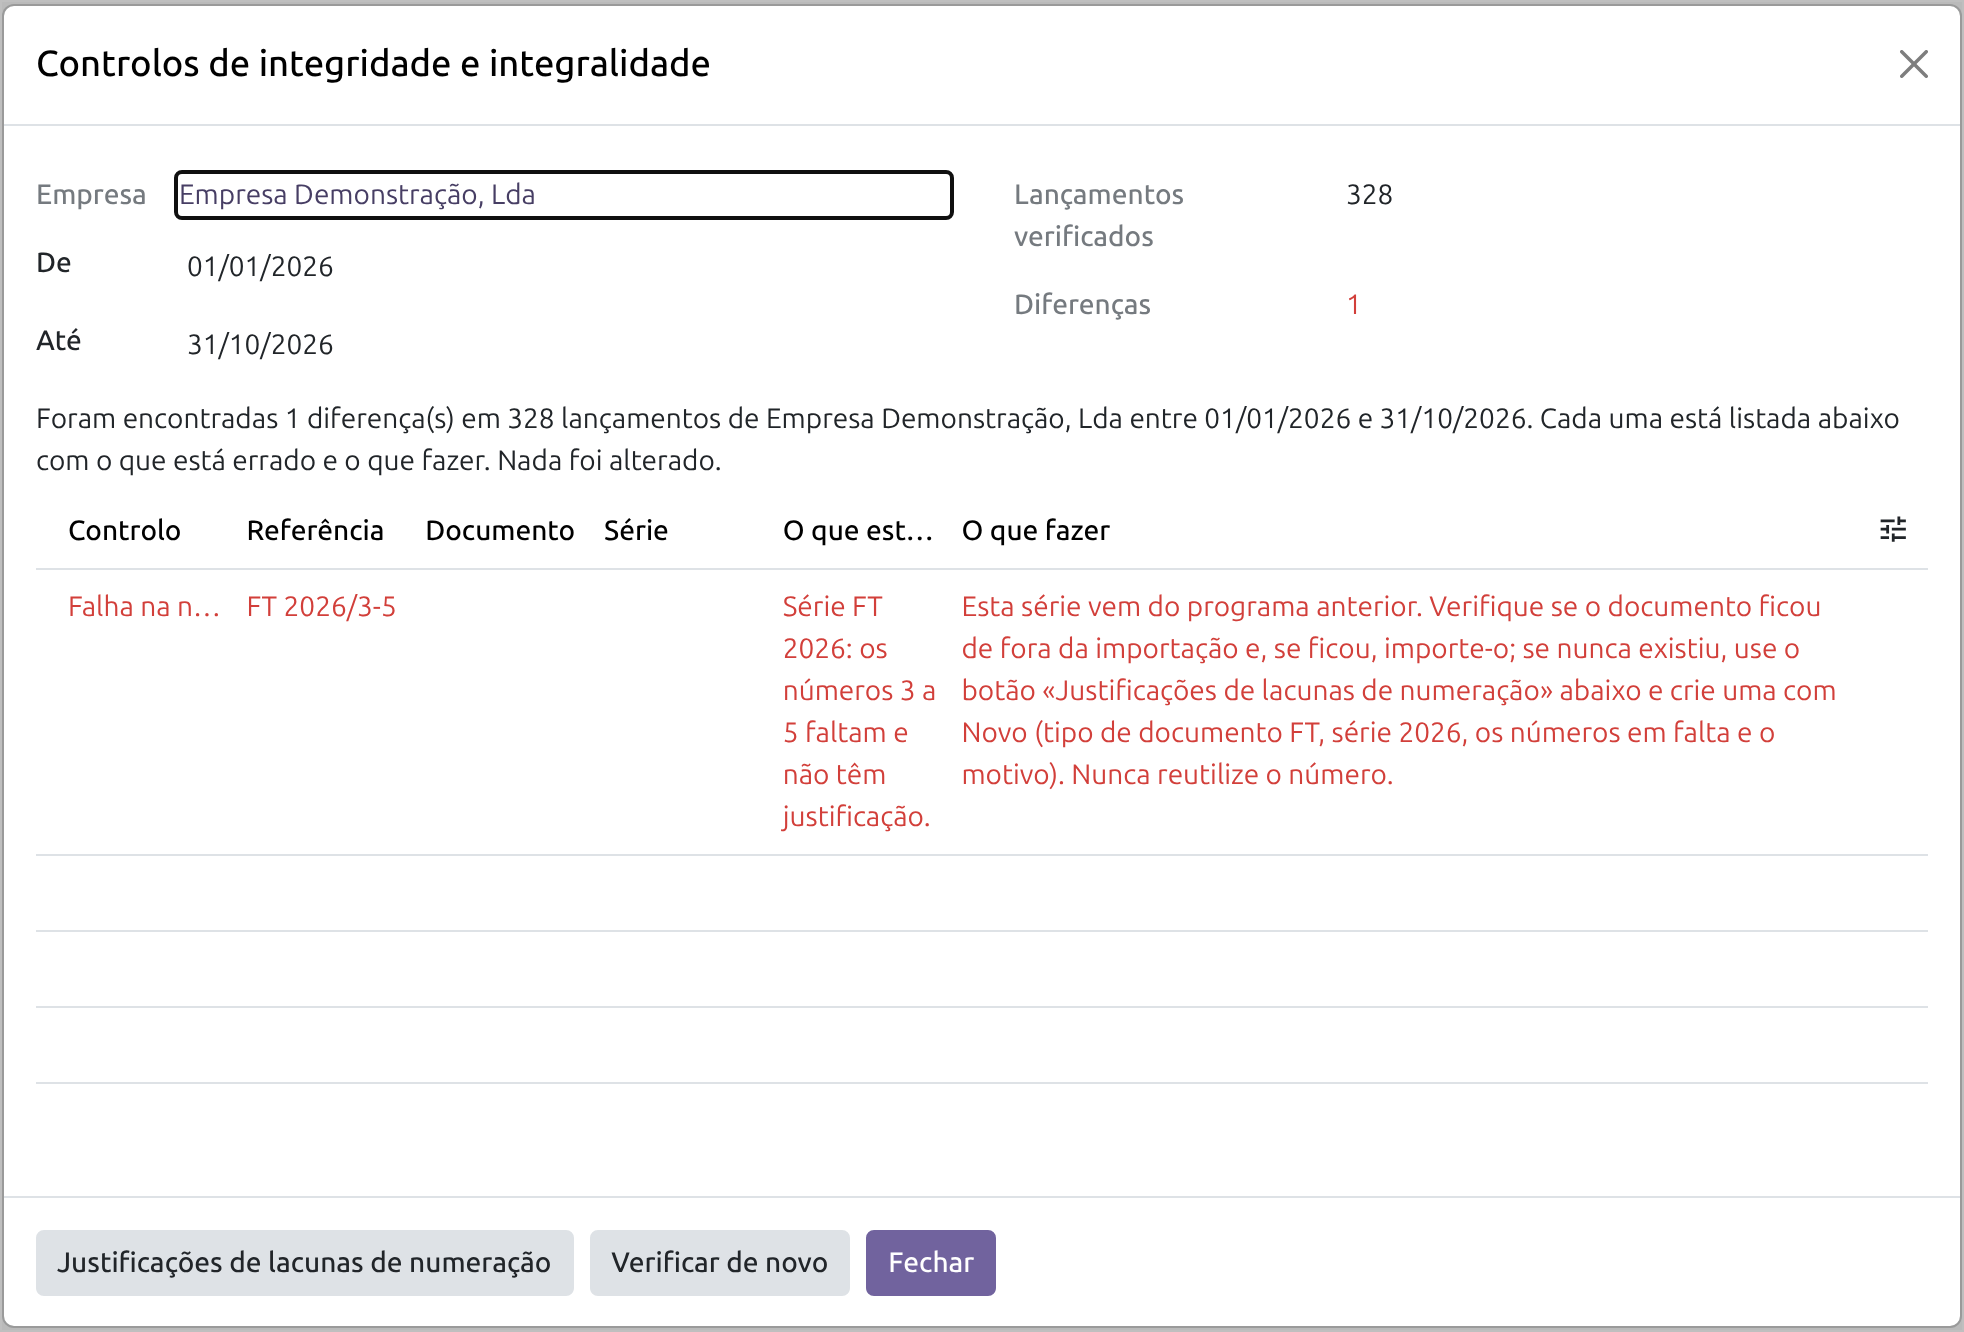 Controlos de integridade e integralidade
Empresa
Empresa Demonstração, Lda
De
01/01/2026
Até
31/10/2026
Lançamentos
verificados
328
Diferenças
1
Foram encontradas 1 diferença(s) em 328 lançamentos de Empresa Demonstração, Lda entre 01/01/2026 e 31/10/2026. Cada uma está listada abaixo
com o que está errado e o que fazer. Nada foi alterado.
Controlo Referência Documento Série O que est... O que fazer
Falha na n...
FT 2026/3-5
Série FT
2026: os
números 3 a
5 faltam e
não têm
justificação.
Esta série vem do programa anterior. Verifique se o documento ficou
de fora da importação e, se ficou, importe-o; se nunca existiu, use o
botão «Justificações de lacunas de numeração» abaixo e crie uma com
Novo (tipo de documento FT, série 2026, os números em falta e o
motivo). Nunca reutilize o número.
Justificações de lacunas de numeração
Verificar de novo
Fechar